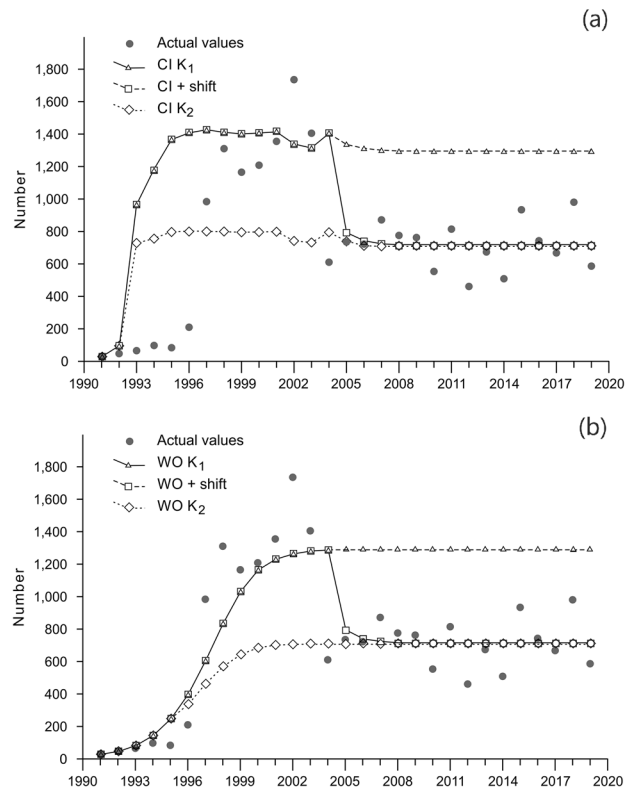 (a)
Actual values
CI K1
CI + shift
CI K2
1,800
1,600
1,400
1,200
1,000
800
600
400
200
0
Number
1990 1993 1996 1999 2002 2005 2008 2011 2014 2017 2020
(b)
Actual values
WO K1
WO + shift
WO K2
1,800
1,600
1,400
1,200
1,000
800
600
400
200
0
Number
1990 1993 1996 1999 2002 2005 2008 2011 2014 2017 2020